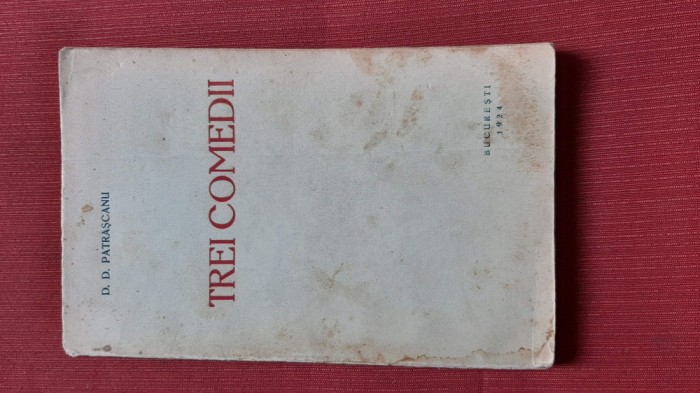 D. D. PATRAȘCANU
TREI COMEDII
BUCUREȘTI
1924